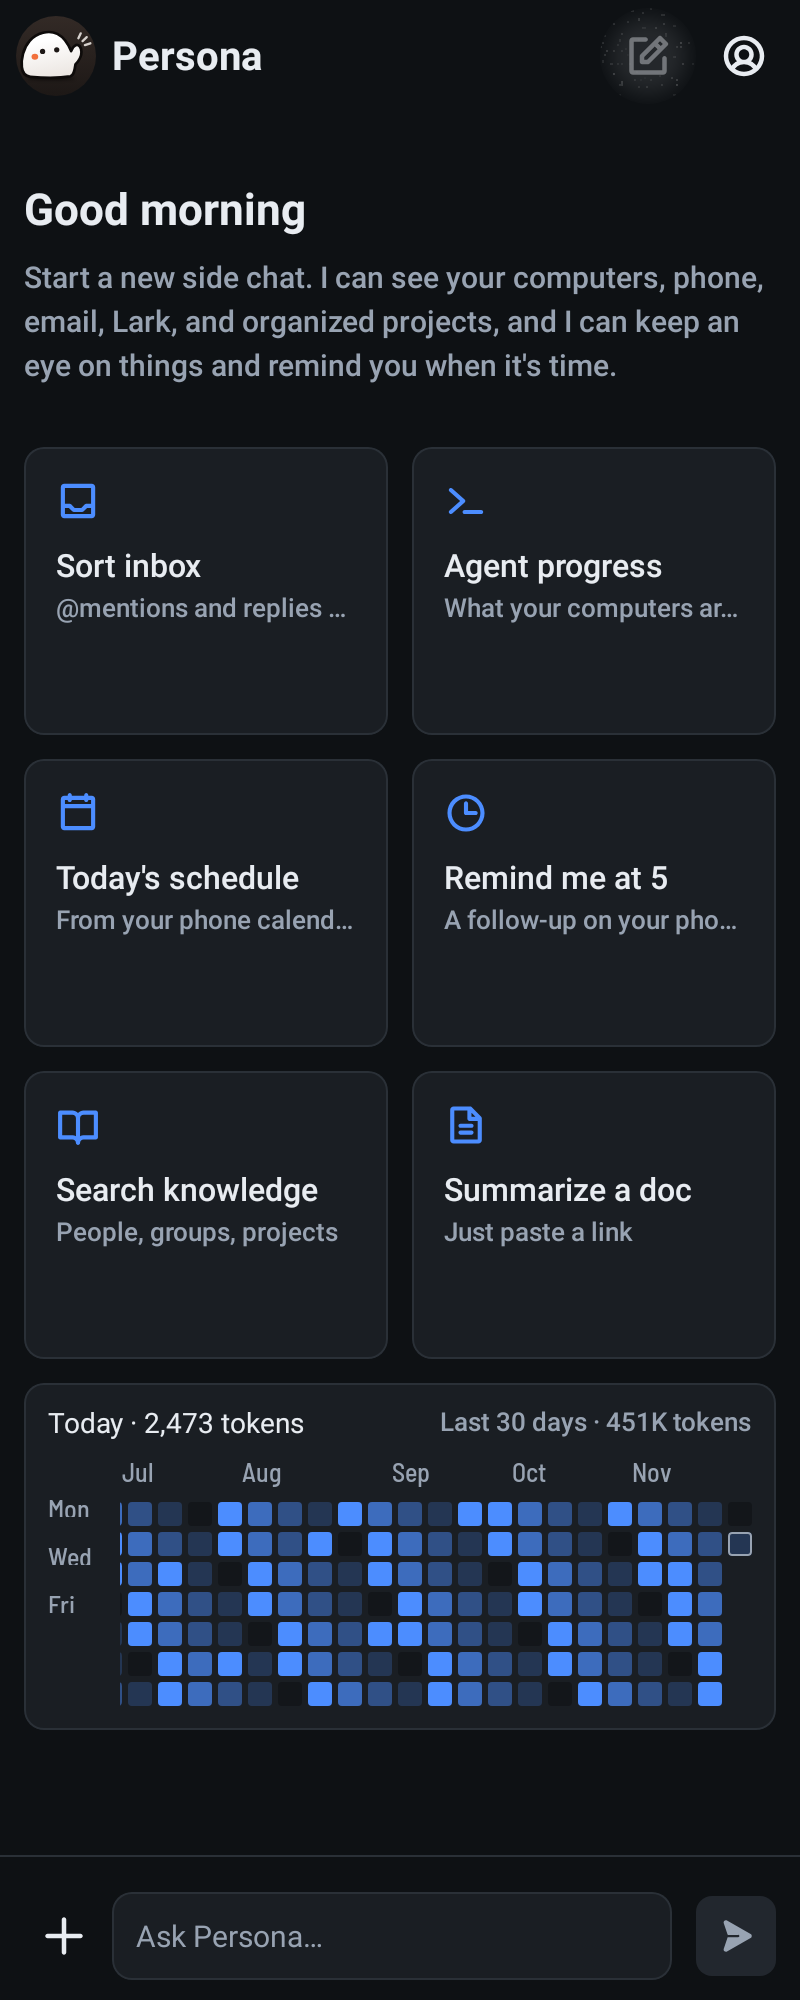 Persona
Good morning
Start a new side chat. I can see your computers, phone,
email, Lark, and organized projects, and I can keep an
eye on things and remind you when it's time.
Sort inbox
@mentions and replies ...
Agent progress
What your computers ar...
Today's schedule
From your phone calend...
Remind me at 5
A follow-up on your pho...
Search knowledge
People, groups, projects
Summarize a doc
Just paste a link
Today · 2,473 tokens
Last 30 days · 451K tokens
Jul Aug Sep Oct Nov
Mon
Wed
Fri
Ask Persona...